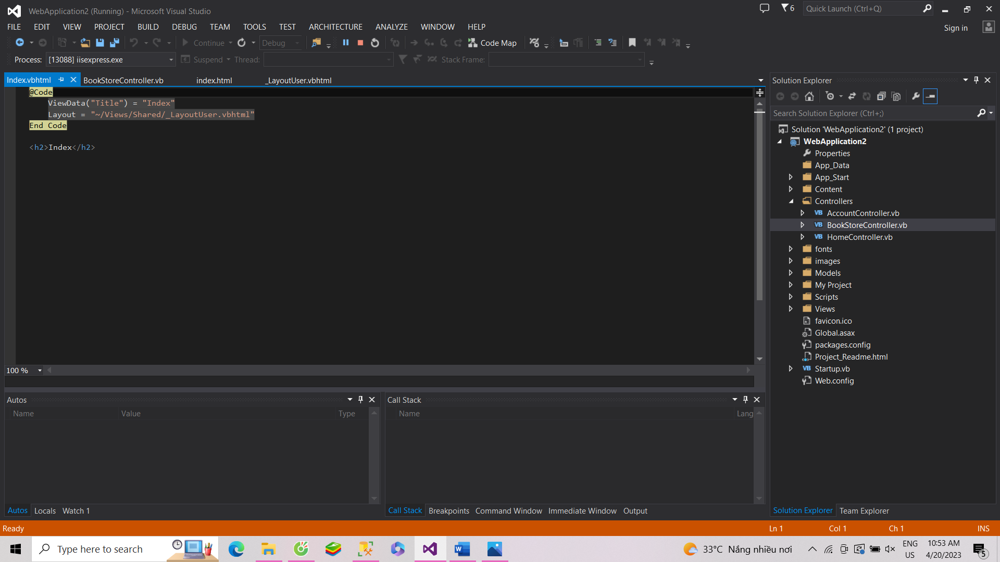 WebApplication2 (Running) - Microsoft Visual Studio
6
Quick Launch (Ctrl+Q)
FILE EDIT VIEW PROJECT BUILD DEBUG TEAM TOOLS TEST ARCHITECTURE ANALYZE WINDOW HELP
Sign in
Continue Debug Code Map
Process: [13088] iisexpress.exe Suspend Thread: Stack Frame:
Index.vbhtml BookStoreController.vb index.html _LayoutUser.vbhtml
@Code
ViewData("Title") = "Index"
Layout = "~/Views/Shared/_LayoutUser.vbhtml"
End Code
<h2>Index</h2>
100 %
Autos
Name Value Type
Autos Locals Watch 1
Call Stack
Name Lang
Call Stack Breakpoints Command Window Immediate Window Output
Solution Explorer
Search Solution Explorer (Ctrl+;)
Solution 'WebApplication2' (1 project)
WebApplication2
Properties
App_Data
App_Start
Content
Controllers
VB AccountController.vb
VB BookStoreController.vb
VB HomeController.vb
fonts
images
Models
My Project
Scripts
Views
favicon.ico
Global.asax
packages.config
Project_Readme.html
VB Startup.vb
Web.config
Solution Explorer Team Explorer
Ready Ln 1 Col 1 Ch 1 INS
Type here to search
33°C Nắng nhiều nơi
ENG
US
10:53 AM
4/20/2023
5